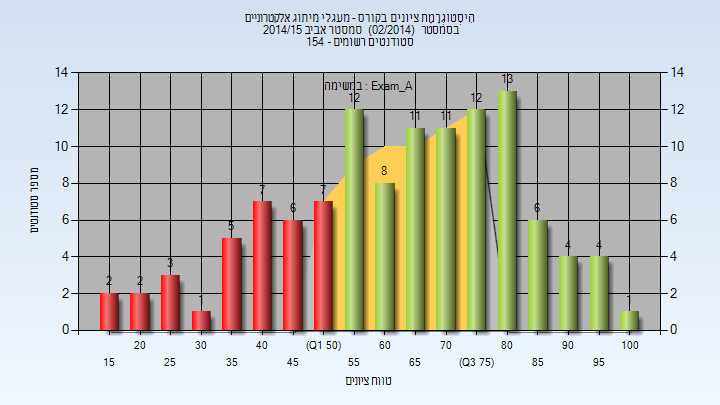 היסטוגרמת ציונים בקורס - מעגלי מיתוג אלקטרוניים
בסמסטר (02/2014) סמסטר אביב 2014/15
סטודנטים רשומים - 154
במשימה : Exam_A
מספר סטודנטים
14 14
12 12
10 10
8 8
6 6
4 4
2 2
0 0
2 2 3 1 5 7 6 7 12 8 11 11 12 13 6 4 4 1
20 30 40 (Q1 50) 60 70 80 90 100
15 25 35 45 55 65 (Q3 75) 85 95
טווח ציונים